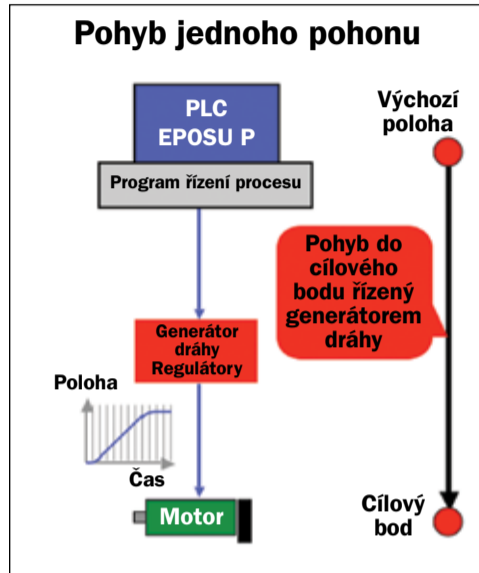 Pohyb jednoho pohonu
PLC
EPOSU P
Program řízení procesu
Generátor
dráhy
Regulátory
Poloha
Čas
Motor
Výchozí
poloha
Pohyb do
cílového
bodu řízený
generátorem
dráhy
Cílový
bod